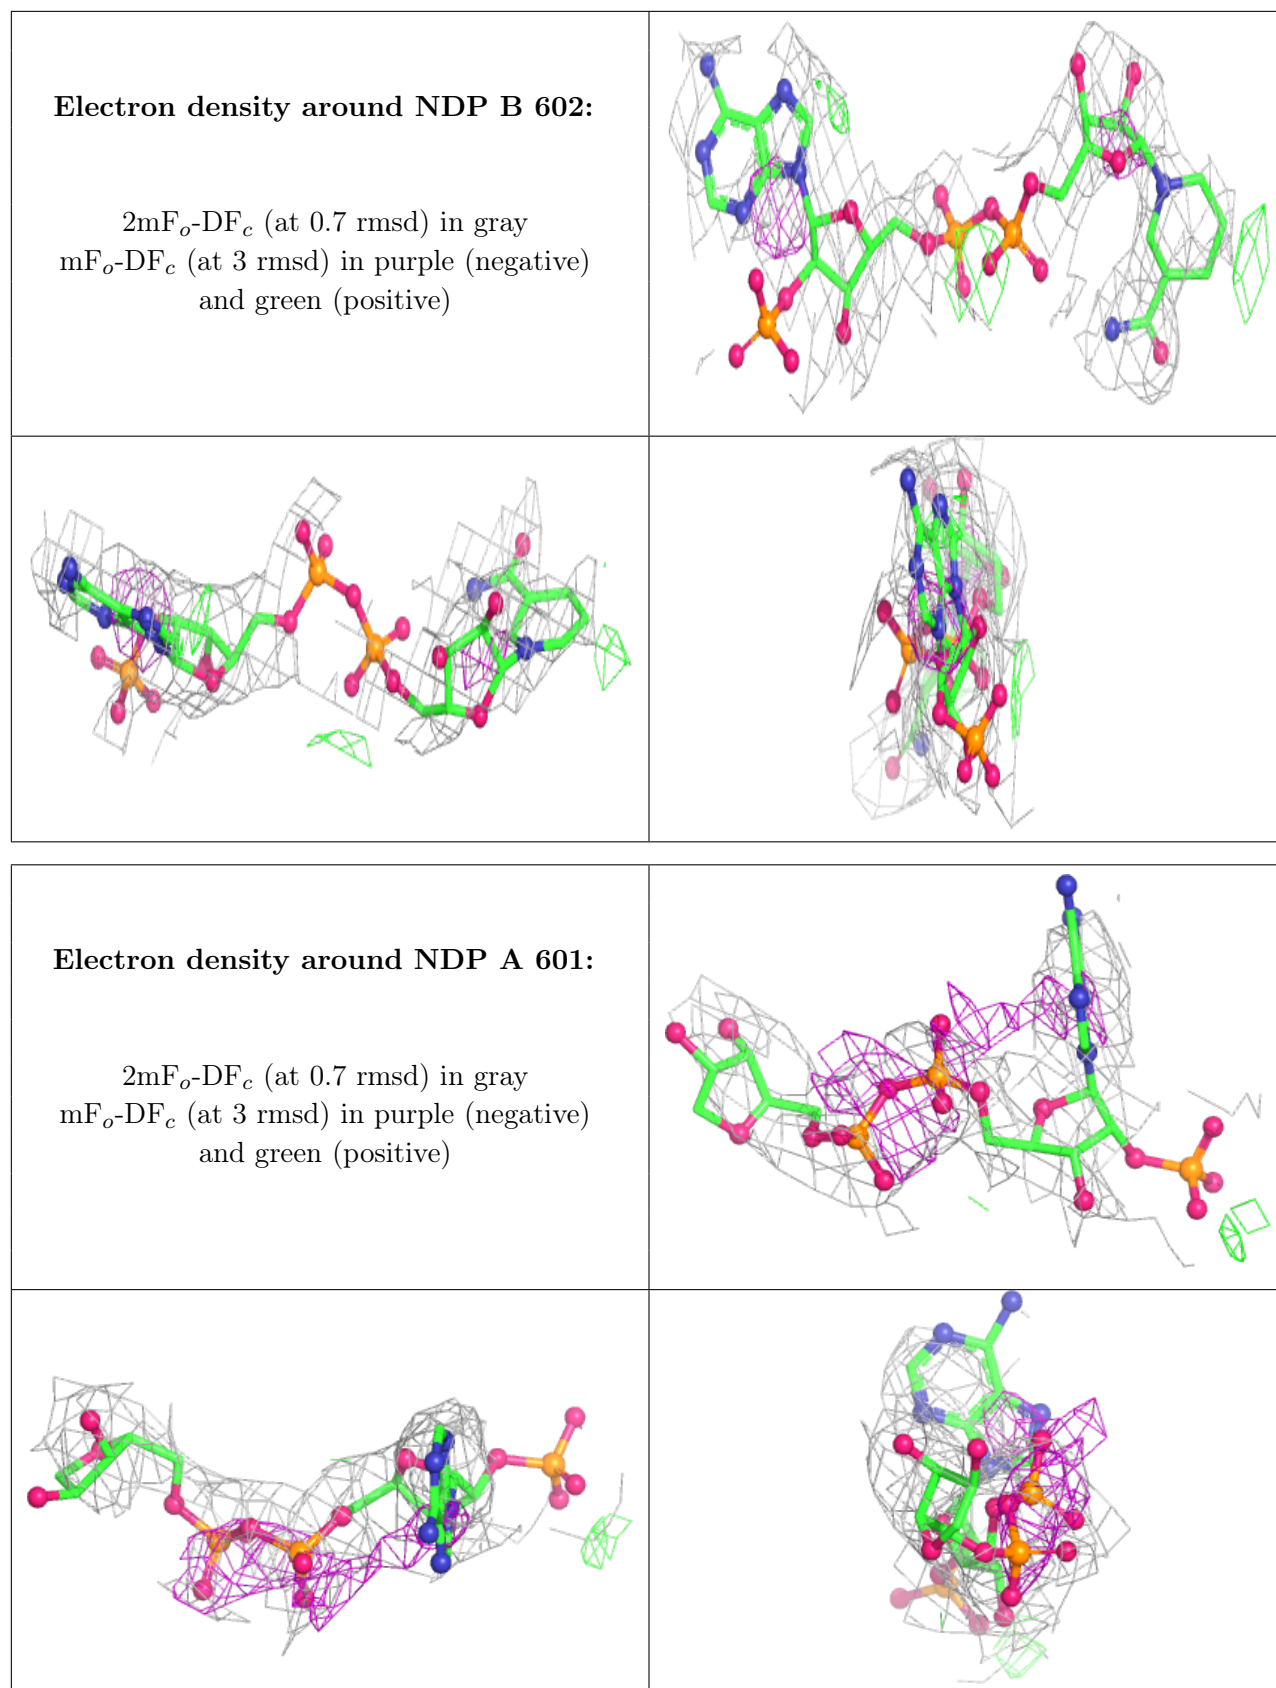 Electron density around NDP B 602:
2mFo-DFc (at 0.7 rmsd) in gray
mFo-DFc (at 3 rmsd) in purple (negative)
and green (positive)
Electron density around NDP A 601:
2mFo-DFc (at 0.7 rmsd) in gray
mFo-DFc (at 3 rmsd) in purple (negative)
and green (positive)